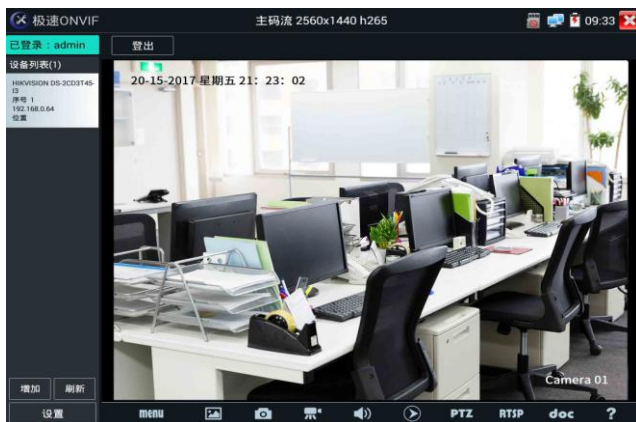 极速ONVIF
主码流 2560x1440 h265
09:33
已登录：admin
登出
设备列表(1)
HIKVISION DS-2CD3T45-
I3
序号 1
192.168.0.64
位置
20-15-2017 星期五 21：23：02
Camera 01
增加
刷新
设置
menu
PTZ
RTSP
doc
?